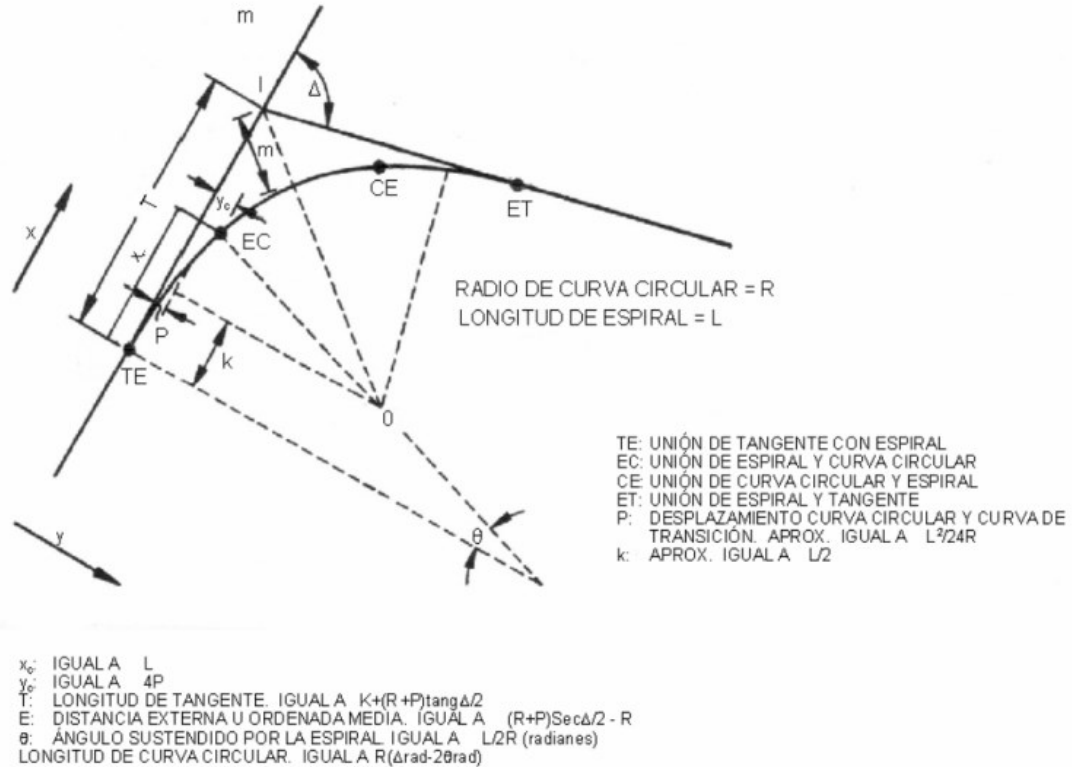 m
I
Δ
m
T
CE
ET
yc
EC
x
RADIO DE CURVA CIRCULAR = R
LONGITUD DE ESPIRAL = L
P
k
TE
0
TE: UNIÓN DE TANGENTE CON ESPIRAL
EC: UNIÓN DE ESPIRAL Y CURVA CIRCULAR
CE: UNIÓN DE CURVA CIRCULAR Y ESPIRAL
ET: UNIÓN DE ESPIRAL Y TANGENTE
P: DESPLAZAMIENTO CURVA CIRCULAR Y CURVA DE
TRANSICIÓN. APROX. IGUAL A L²/24R
k: APROX. IGUAL A L/2
y
θ
xc: IGUAL A L
yc: IGUAL A 4P
T: LONGITUD DE TANGENTE. IGUAL A K+(R+P)tangΔ/2
E: DISTANCIA EXTERNA U ORDENADA MEDIA. IGUAL A (R+P)SecΔ/2 - R
θ: ÁNGULO SUSTENDIDO POR LA ESPIRAL IGUAL A L/2R (radianes)
LONGITUD DE CURVA CIRCULAR. IGUAL A R(Δrad-2θrad)